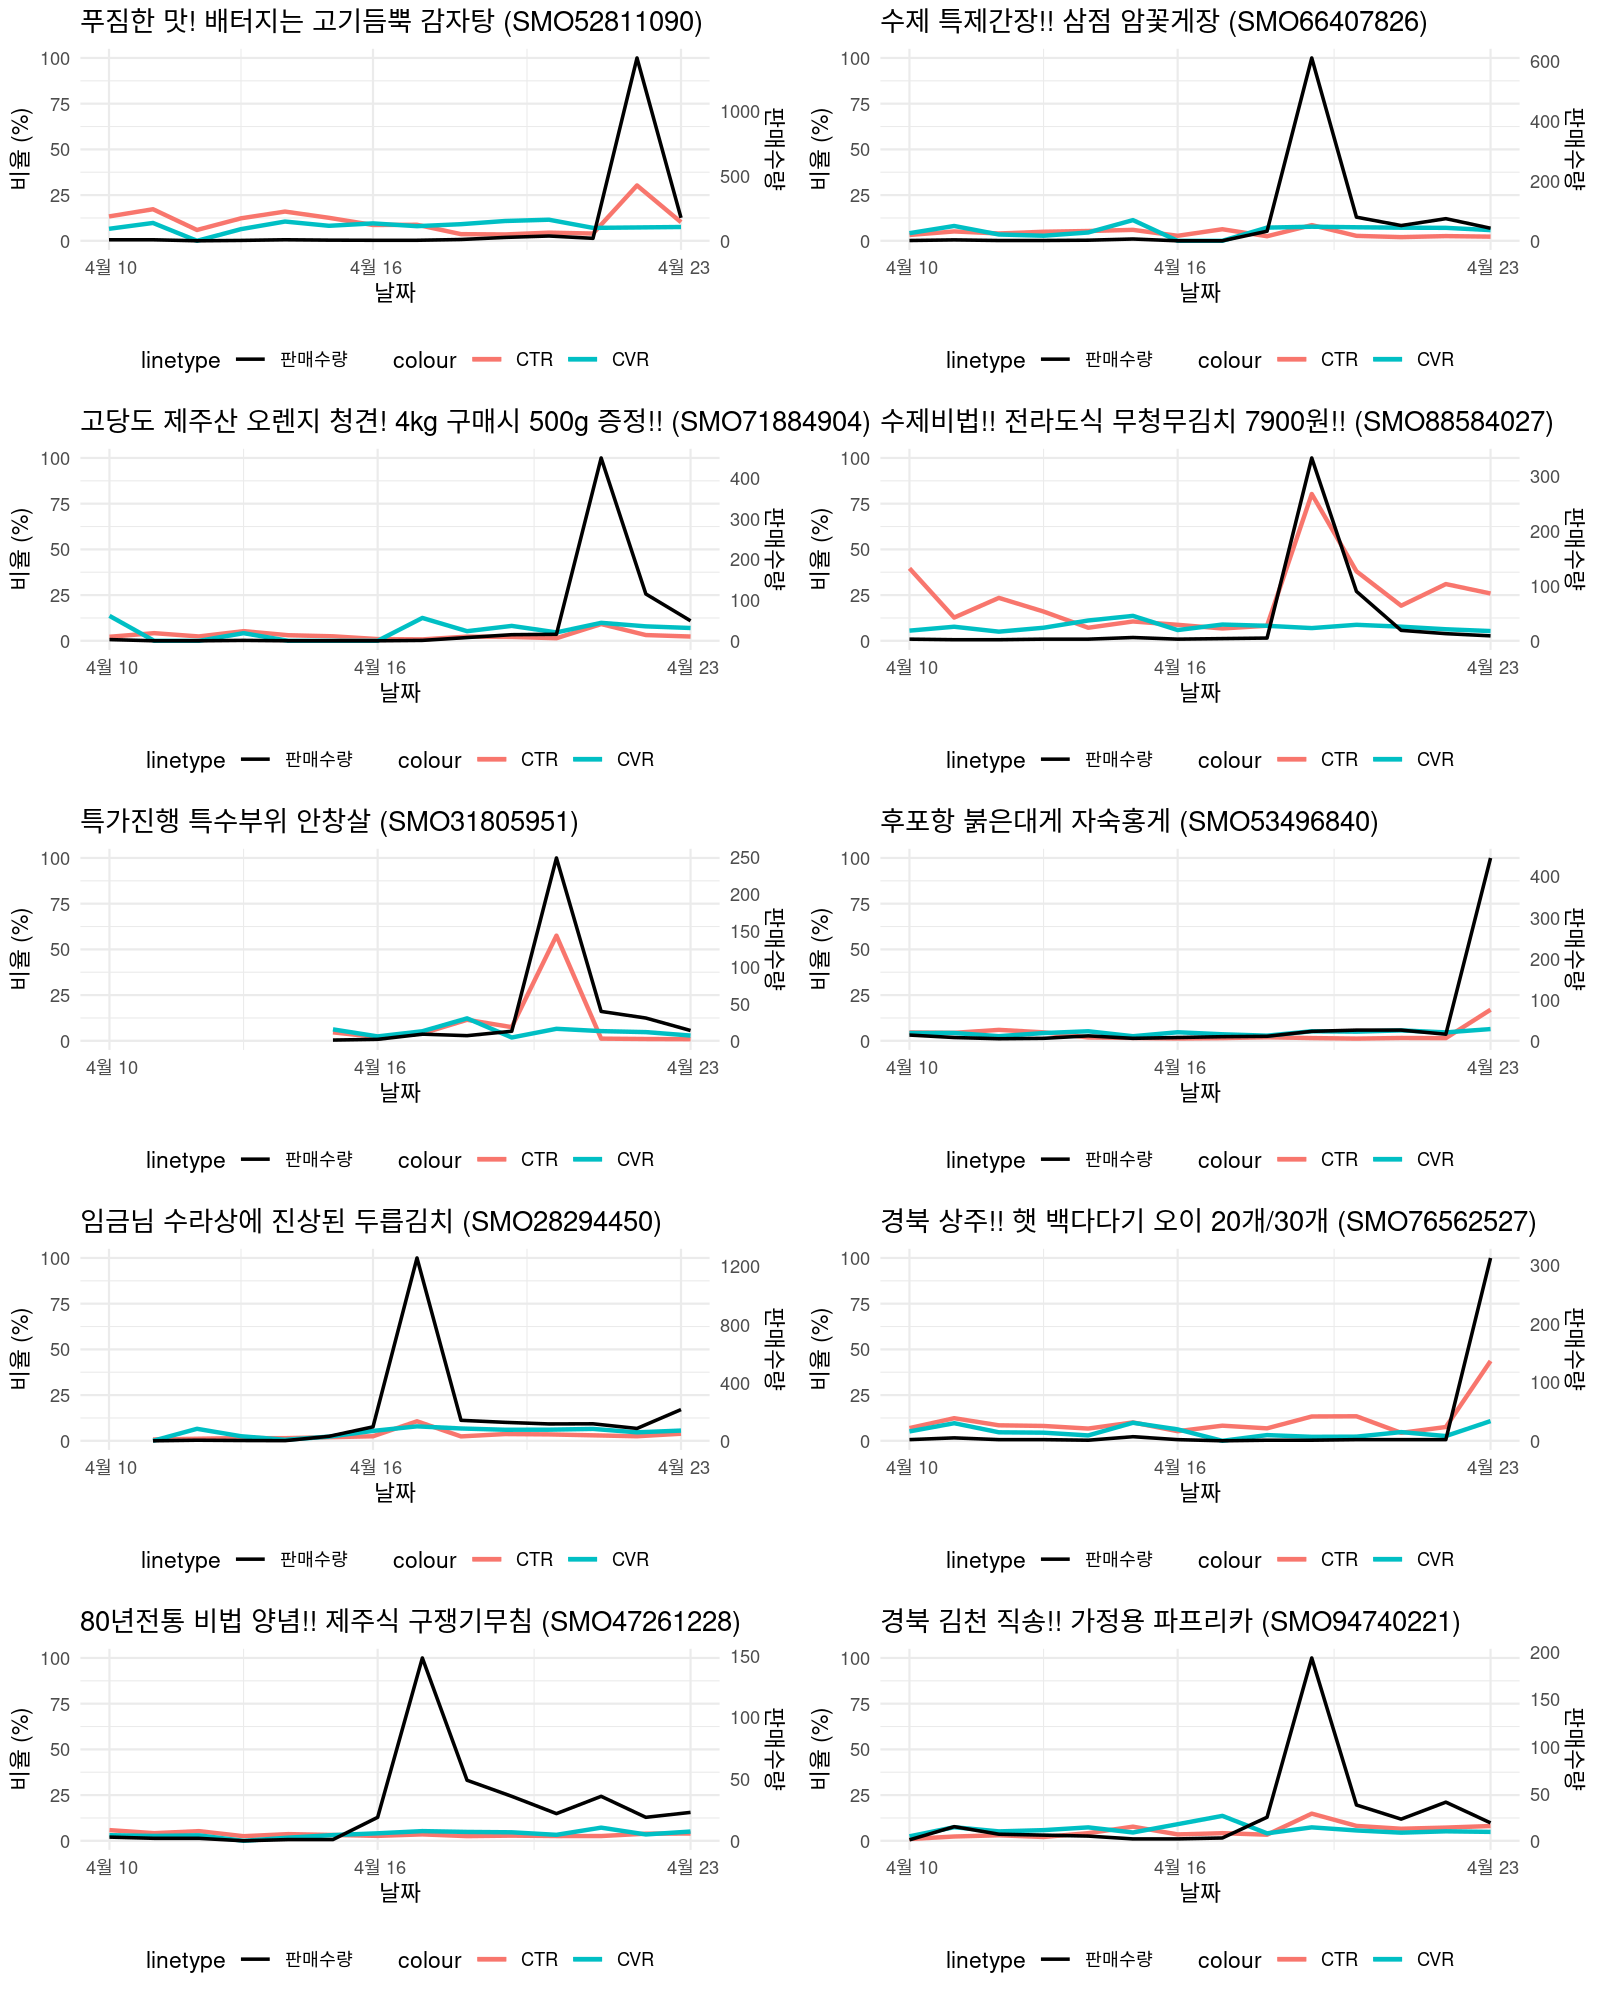 푸짐한 맛! 배터지는 고기듬뿍 감자탕 (SMO52811090)
비율 (%)
100
75
50
25
0
1000
500
0
판매수량
4월 10
4월 16
4월 23
날짜
linetype 판매수량 colour CTR CVR
수제 특제간장!! 삼점 암꽃게장 (SMO66407826)
비율 (%)
100
75
50
25
0
600
400
200
0
판매수량
4월 10
4월 16
4월 23
날짜
linetype 판매수량 colour CTR CVR
고당도 제주산 오렌지 청견! 4kg 구매시 500g 증정!! (SMO71884904)
비율 (%)
100
75
50
25
0
400
300
200
100
0
판매수량
4월 10
4월 16
4월 23
날짜
linetype 판매수량 colour CTR CVR
수제비법!! 전라도식 무청무김치 7900원!! (SMO88584027)
비율 (%)
100
75
50
25
0
300
200
100
0
판매수량
4월 10
4월 16
4월 23
날짜
linetype 판매수량 colour CTR CVR
특가진행 특수부위 안창살 (SMO31805951)
비율 (%)
100
75
50
25
0
250
200
150
100
50
0
판매수량
4월 10
4월 16
4월 23
날짜
linetype 판매수량 colour CTR CVR
후포항 붉은대게 자숙홍게 (SMO53496840)
비율 (%)
100
75
50
25
0
400
300
200
100
0
판매수량
4월 10
4월 16
4월 23
날짜
linetype 판매수량 colour CTR CVR
임금님 수라상에 진상된 두릅김치 (SMO28294450)
비율 (%)
100
75
50
25
0
1200
800
400
0
판매수량
4월 10
4월 16
4월 23
날짜
linetype 판매수량 colour CTR CVR
경북 상주!! 햇 백다다기 오이 20개/30개 (SMO76562527)
비율 (%)
100
75
50
25
0
300
200
100
0
판매수량
4월 10
4월 16
4월 23
날짜
linetype 판매수량 colour CTR CVR
80년전통 비법 양념!! 제주식 구쟁기무침 (SMO47261228)
비율 (%)
100
75
50
25
0
150
100
50
0
판매수량
4월 10
4월 16
4월 23
날짜
linetype 판매수량 colour CTR CVR
경북 김천 직송!! 가정용 파프리카 (SMO94740221)
비율 (%)
100
75
50
25
0
200
150
100
50
0
판매수량
4월 10
4월 16
4월 23
날짜
linetype 판매수량 colour CTR CVR